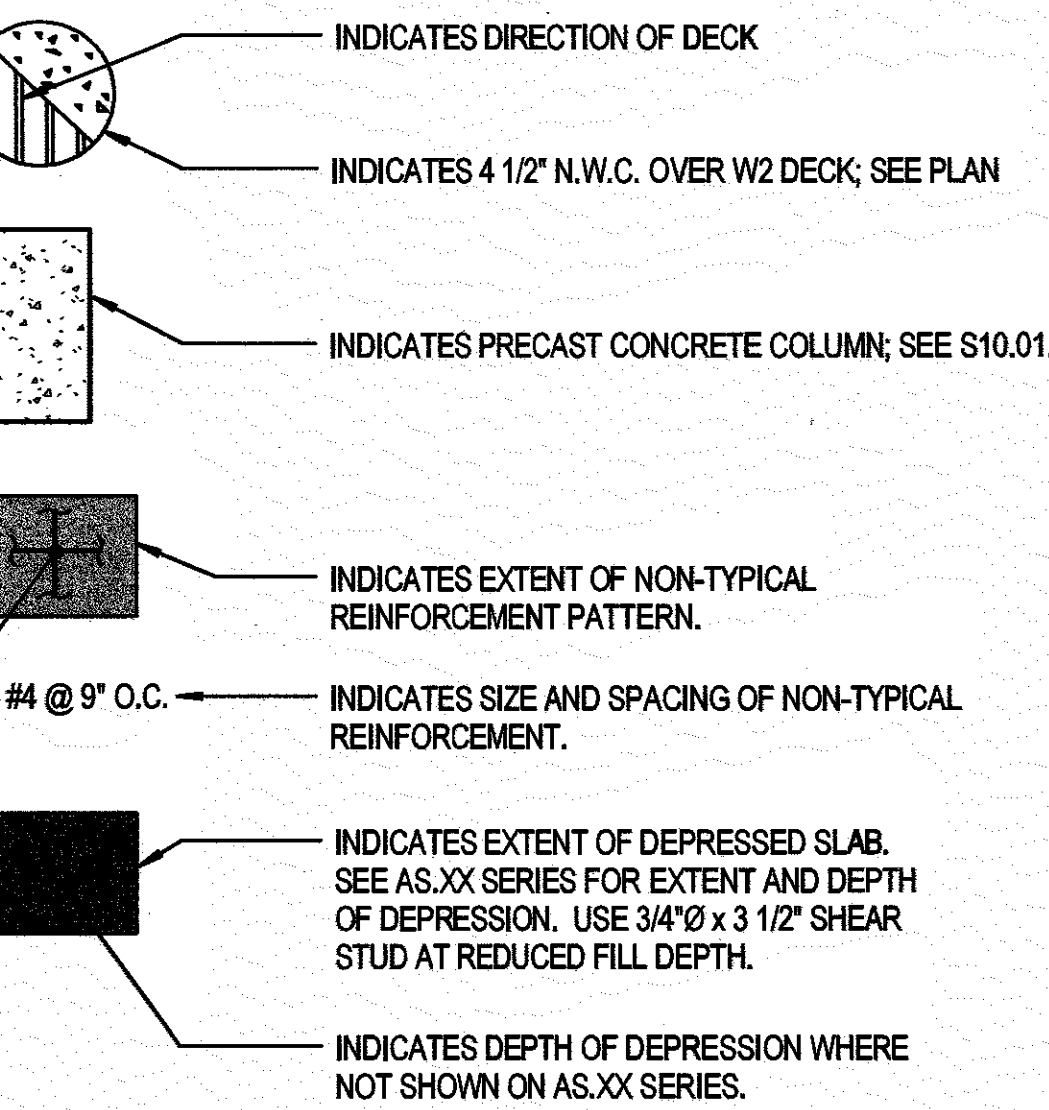 INDICATES DIRECTION OF DECK
INDICATES 4 1/2" N.W.C. OVER W2 DECK; SEE PLAN
INDICATES PRECAST CONCRETE COLUMN; SEE S10.01.
INDICATES EXTENT OF NON-TYPICAL
REINFORCEMENT PATTERN.
#4 @ 9" O.C.
INDICATES SIZE AND SPACING OF NON-TYPICAL
REINFORCEMENT.
INDICATES EXTENT OF DEPRESSED SLAB.
SEE AS.XX SERIES FOR EXTENT AND DEPTH
OF DEPRESSION. USE 3/4"Ø x 3 1/2" SHEAR
STUD AT REDUCED FILL DEPTH.
INDICATES DEPTH OF DEPRESSION WHERE
NOT SHOWN ON AS.XX SERIES.